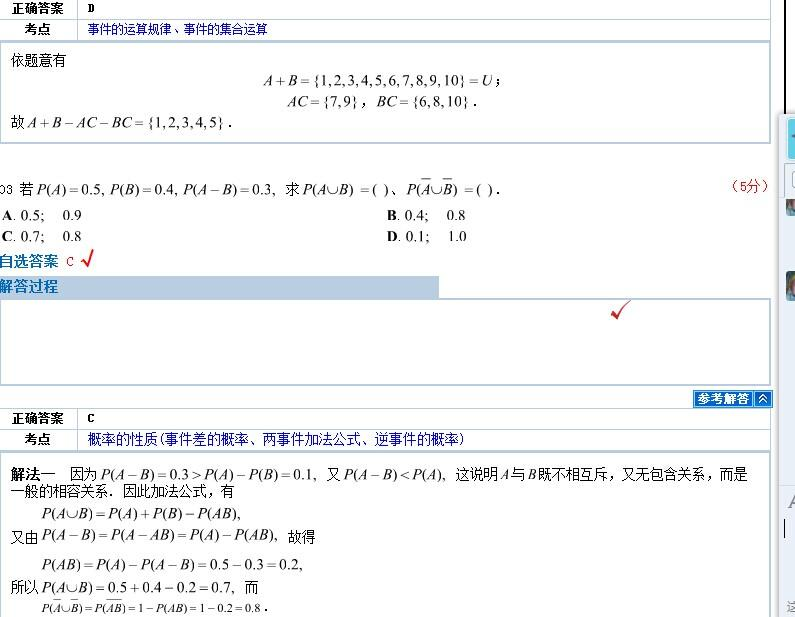 正确答案 D
考点 事件的运算规律、事件的集合运算
依题意有
A+B={1,2,3,4,5,6,7,8,9,10}=U；
AC={7,9}，BC={6,8,10}．
故A+B−AC−BC={1,2,3,4,5}．
03 若P(A)=0.5, P(B)=0.4, P(A−B)=0.3, 求P(A∪B) =( )、P(A̅∪B̅) =( )． (5分)
A. 0.5; 0.9 B. 0.4; 0.8
C. 0.7; 0.8 D. 0.1; 1.0
自选答案 C
解答过程
参考解答
正确答案 C
考点 概率的性质(事件差的概率、两事件加法公式、逆事件的概率)
解法一 因为P(A−B)=0.3>P(A)−P(B)=0.1, 又P(A−B)<P(A), 这说明A与B既不相互斥，又无包含关系，而是
一般的相容关系．因此加法公式，有
P(A∪B)=P(A)+P(B)−P(AB),
又由P(A−B)=P(A−AB)=P(A)−P(AB), 故得
P(AB)=P(A)−P(A−B)=0.5−0.3=0.2,
所以P(A∪B)=0.5+0.4−0.2=0.7, 而
P(A̅∪B̅)=P(A̅B̅)=1−P(AB)=1−0.2=0.8．